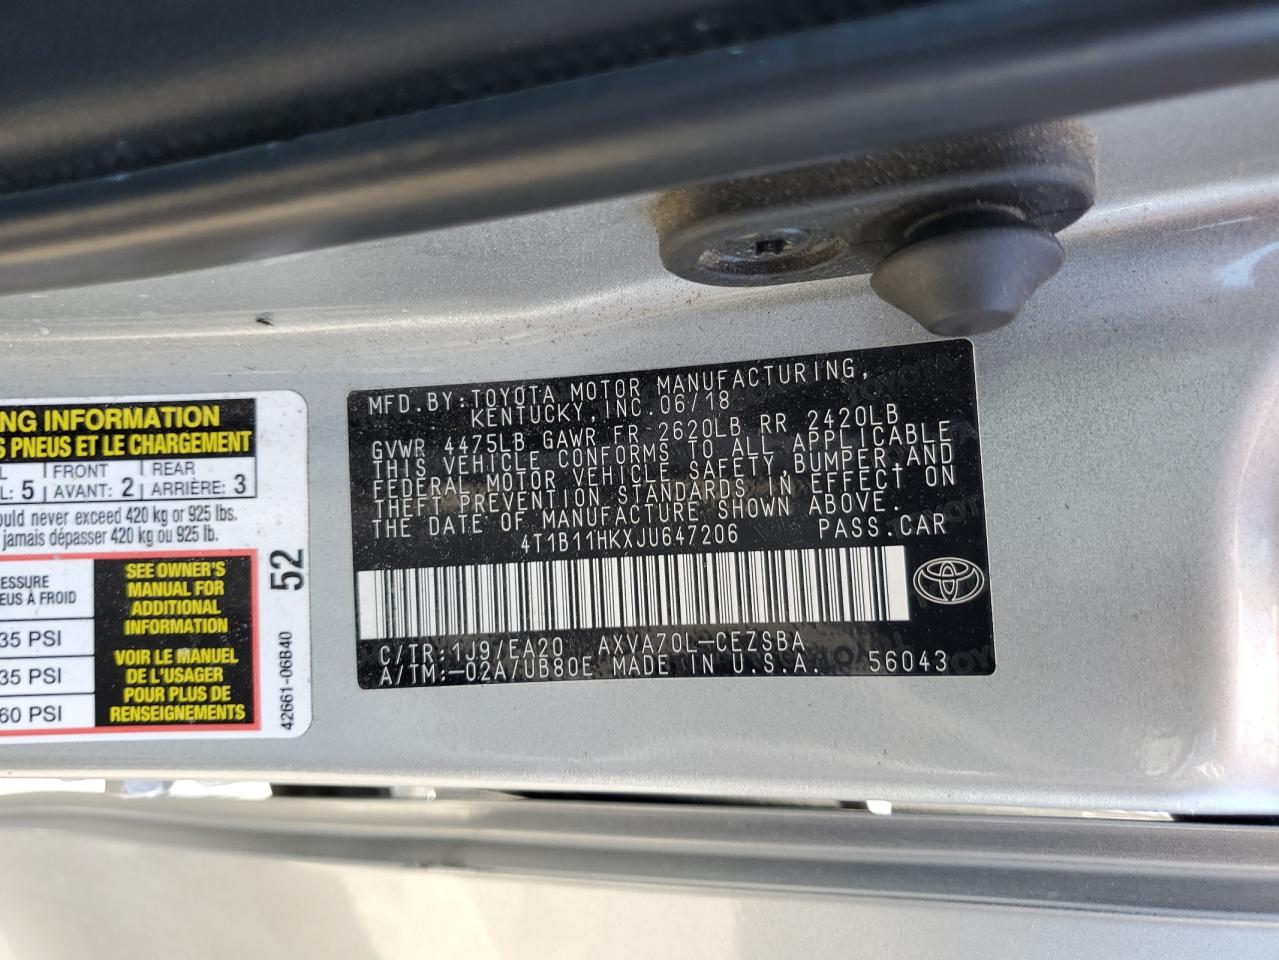 NG INFORMATION
S PNEUS ET LE CHARGEMENT
L | FRONT | REAR
L: 5 | AVANT: 2 | ARRIÈRE: 3
ould never exceed 420 kg or 925 lbs.
jamais dépasser 420 kg ou 925 lb.
RESSURE
EUS À FROID
35 PSI
35 PSI
60 PSI
SEE OWNER'S
MANUAL FOR
ADDITIONAL
INFORMATION
VOIR LE MANUEL
DE L'USAGER
POUR PLUS DE
RENSEIGNEMENTS
52
42661-06B40
MFD.BY:TOYOTA MOTOR MANUFACTURING,
KENTUCKY,INC.06/18
GVWR 4475LB GAWR FR 2620LB RR 2420LB
THIS VEHICLE CONFORMS TO ALL APPLICABLE
FEDERAL MOTOR VEHICLE SAFETY,BUMPER,AND
THEFT PREVENTION STANDARDS IN EFFECT ON
THE DATE OF MANUFACTURE SHOWN ABOVE.
4T1B11HKXJU647206 PASS.CAR
C/TR:1J9/EA20 AXVA70L-CEZSBA
A/TM:-02A/UB80E MADE IN U.S.A. 56043